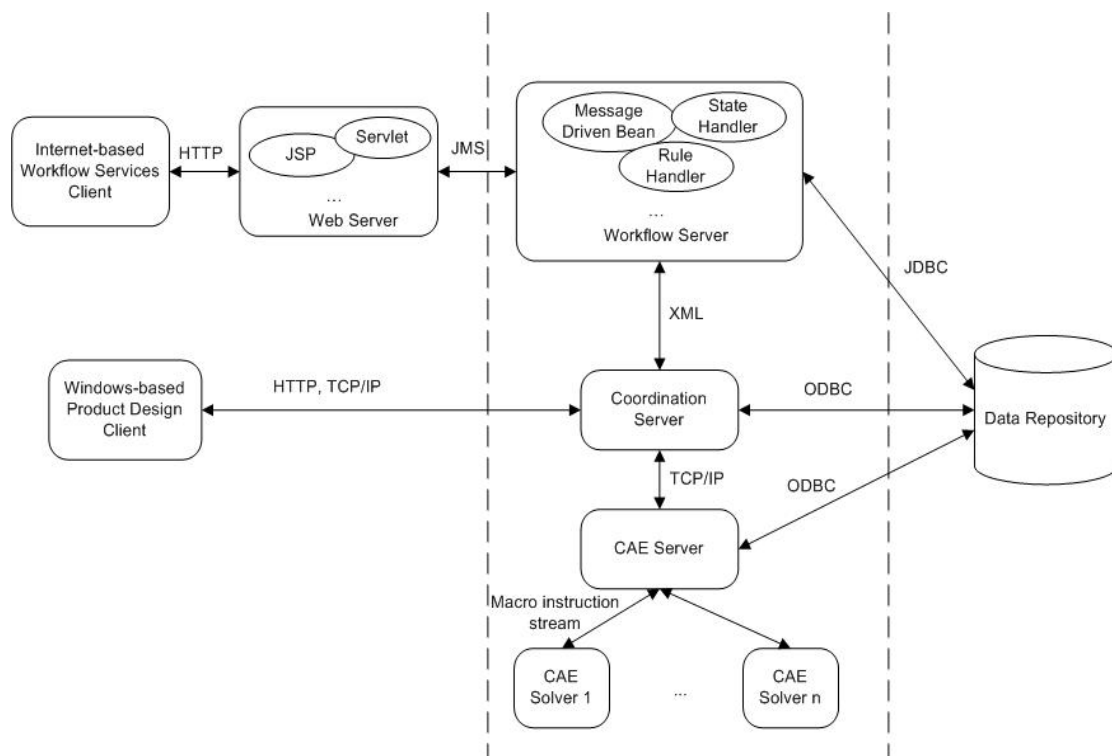 Internet-based
Workflow Services
Client
HTTP
JSP
Servlet
...
Web Server
JMS
Message
Driven Bean
State
Handler
Rule
Handler
...
Workflow Server
JDBC
XML
Windows-based
Product Design
Client
HTTP, TCP/IP
Coordination
Server
ODBC
Data Repository
TCP/IP
ODBC
CAE Server
Macro instruction
stream
CAE
Solver 1
...
CAE
Solver n